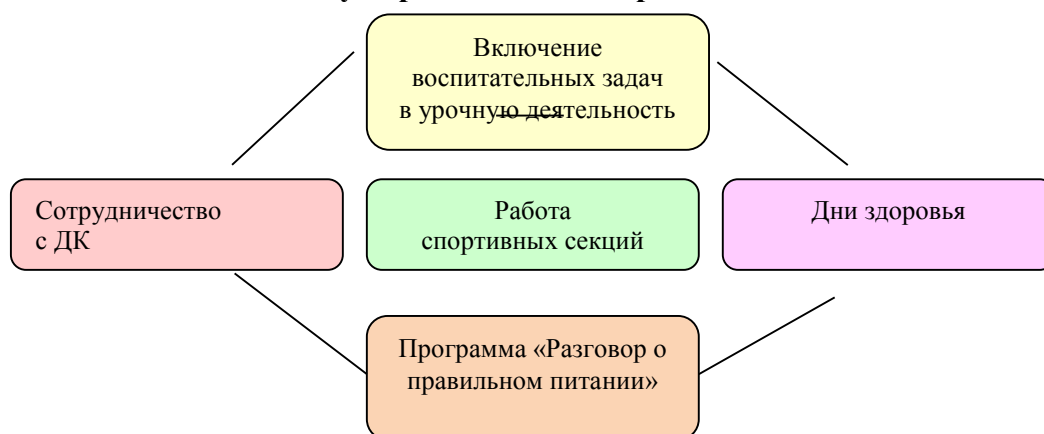 Включение
воспитательных задач
в урочную деятельность
Сотрудничество
с ДК
Работа
спортивных секций
Дни здоровья
Программа «Разговор о
правильном питании»